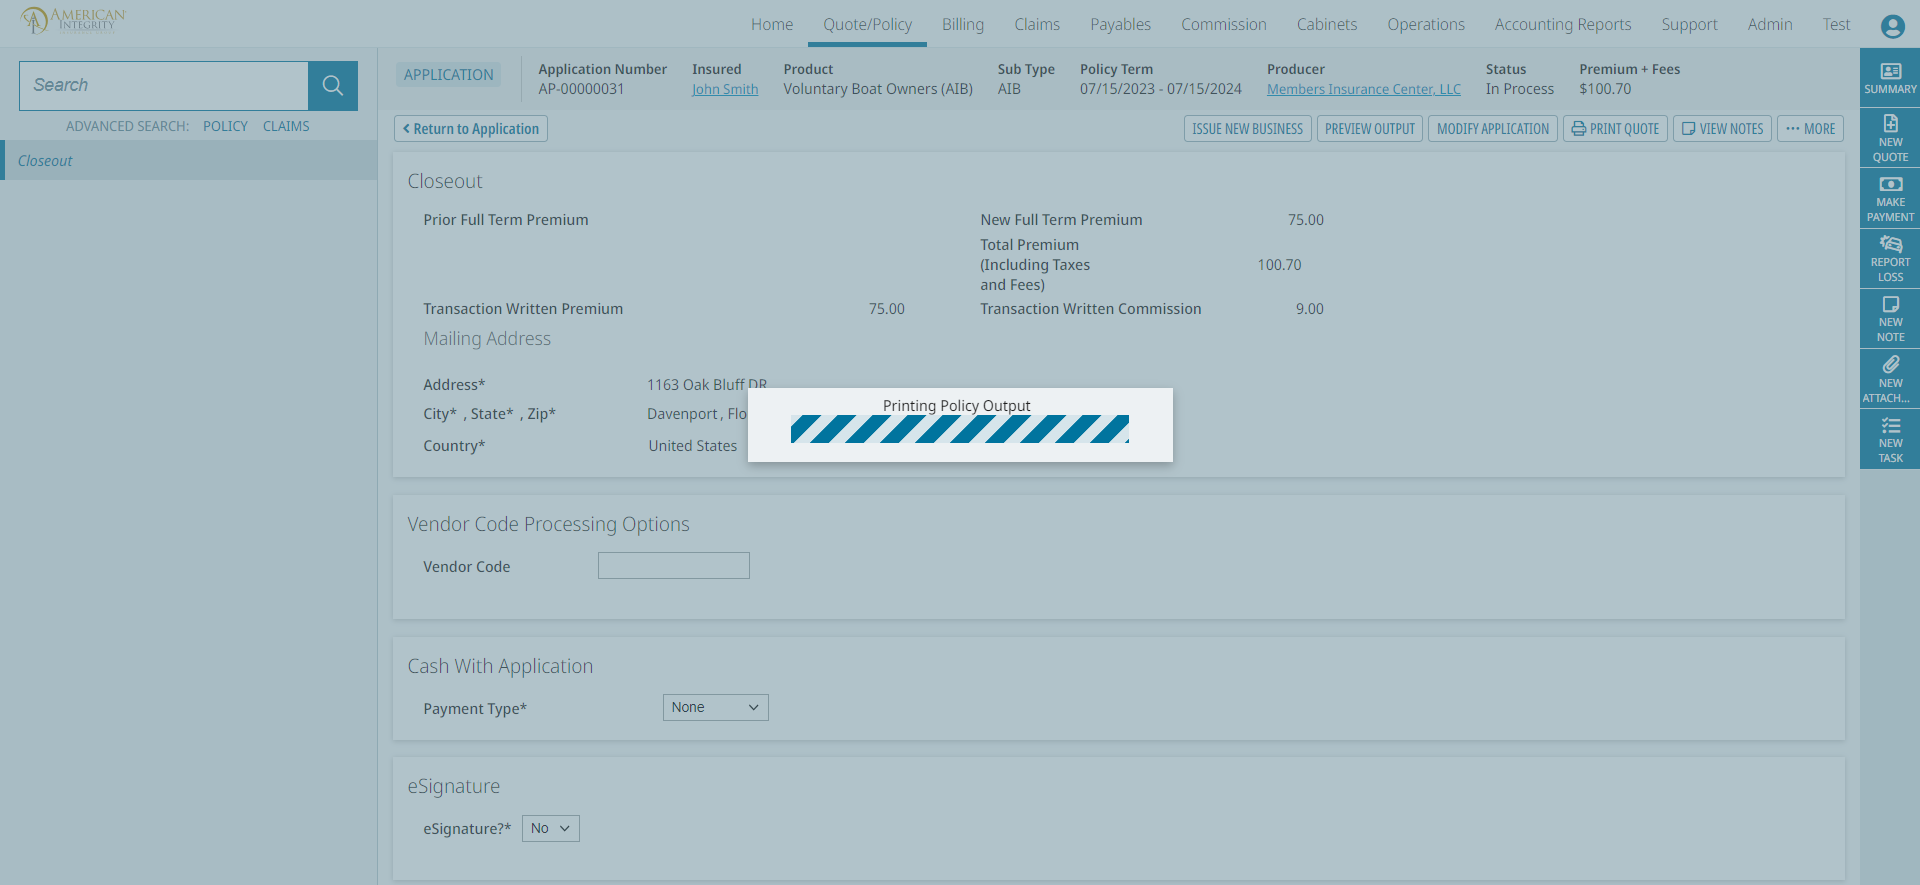 AMERICAN
INTEGRITY
Home
Quote/Policy
Billing
Claims
Payables
Commission
Cabinets
Operations
Accounting Reports
Support
Admin
Test
Search
ADVANCED SEARCH: POLICY CLAIMS
Closeout
APPLICATION
Application Number
AP-00000031
Insured
John Smith
Product
Voluntary Boat Owners (AIB)
Sub Type
AIB
Policy Term
07/15/2023 - 07/15/2024
Producer
Members Insurance Center, LLC
Status
In Process
Premium + Fees
$100.70
Return to Application
ISSUE NEW BUSINESS
PREVIEW OUTPUT
MODIFY APPLICATION
PRINT QUOTE
VIEW NOTES
MORE
Closeout
Prior Full Term Premium
New Full Term Premium 75.00
Total Premium
(Including Taxes 100.70
and Fees)
Transaction Written Premium 75.00
Transaction Written Commission 9.00
Mailing Address
Address* 1163 Oak Bluff DR
City* , State* , Zip* Davenport , Flo
Country* United States
Printing Policy Output
Vendor Code Processing Options
Vendor Code
Cash With Application
Payment Type* None
eSignature
eSignature?* No
SUMMARY
NEW
QUOTE
MAKE
PAYMENT
REPORT
LOSS
NEW
NOTE
NEW
ATTACH...
NEW
TASK